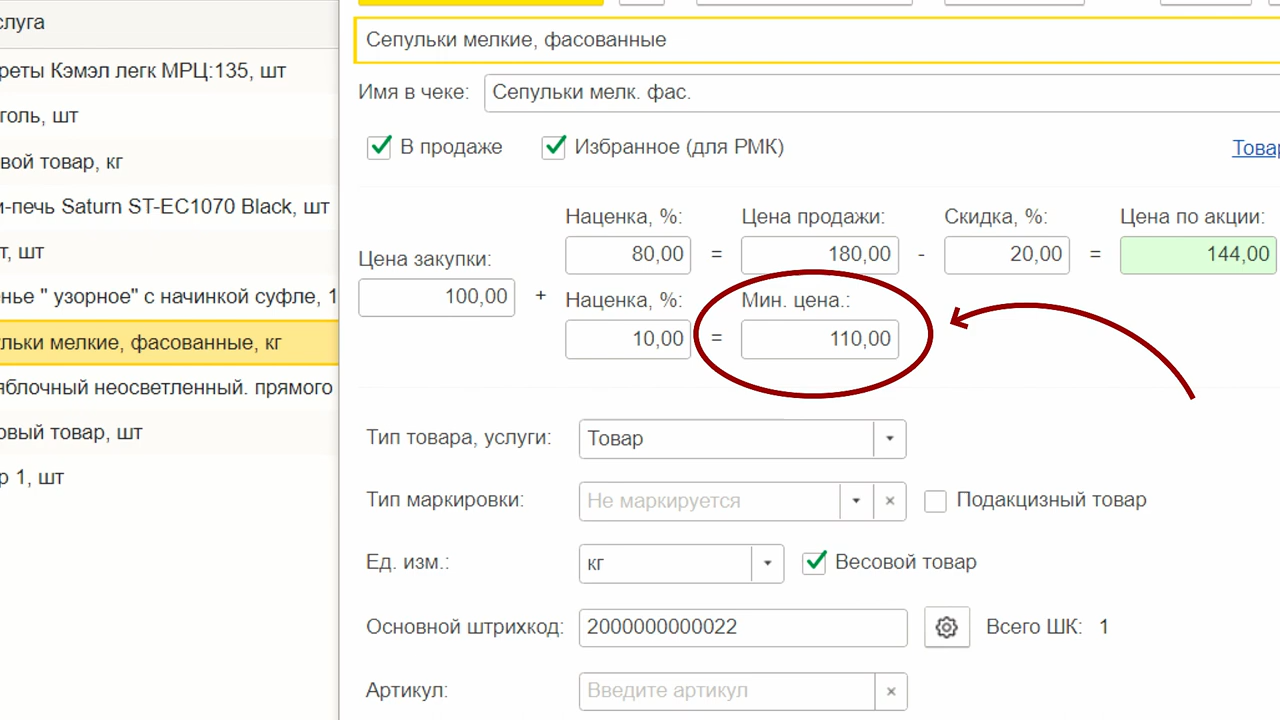 слуга
реты Кэмэл легк МРЦ:135, шт
голь, шт
вой товар, кг
и-печь Saturn ST-EC1070 Black, шт
т, шт
нье " узорное" с начинкой суфле, 1
льки мелкие, фасованные, кг
яблочный неосветленный. прямого
овый товар, шт
р 1, шт
Сепульки мелкие, фасованные
Имя в чеке: Сепульки мелк. фас.
В продаже Избранное (для РМК) Товар
Наценка, %: Цена продажи: Скидка, %: Цена по акции:
80,00 = 180,00 - 20,00 = 144,00
Цена закупки:
100,00 +
Наценка, %: Мин. цена.:
10,00 = 110,00
Тип товара, услуги: Товар
Тип маркировки: Не маркируется × Подакцизный товар
Ед. изм.: кг Весовой товар
Основной штрихкод: 2000000000022 Всего ШК: 1
Артикул: Введите артикул ×